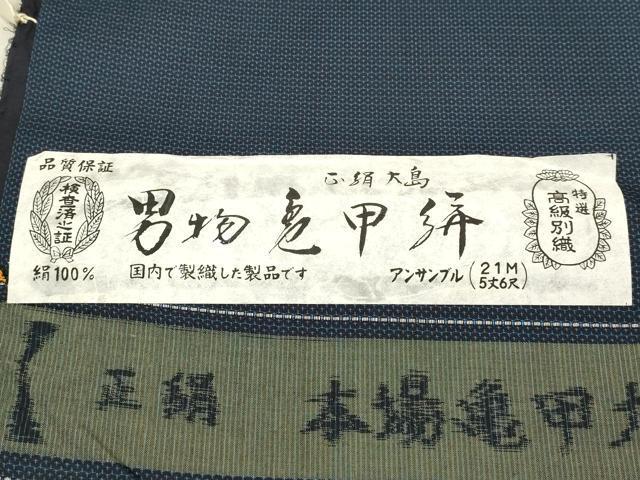 品質保証
検査済之証
絹100%
正絹大島
男物亀甲絣
国内で製織した製品です
アンサンブル(21M 5丈6尺)
特選
高級別織
正絹 本場亀甲大